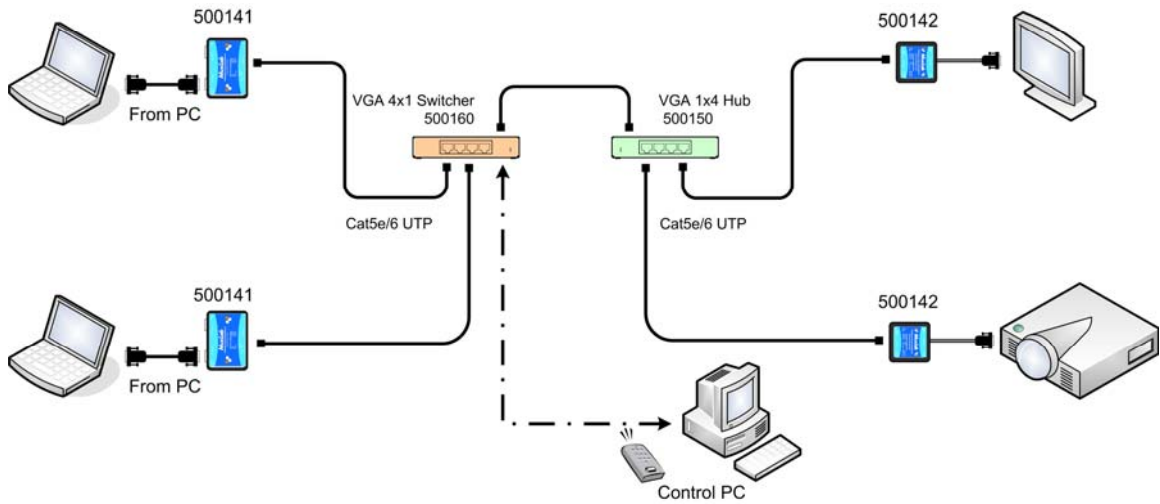 500141
500142
From PC
VGA 4x1 Switcher
500160
VGA 1x4 Hub
500150
Cat5e/6 UTP
Cat5e/6 UTP
500141
500142
From PC
Control PC